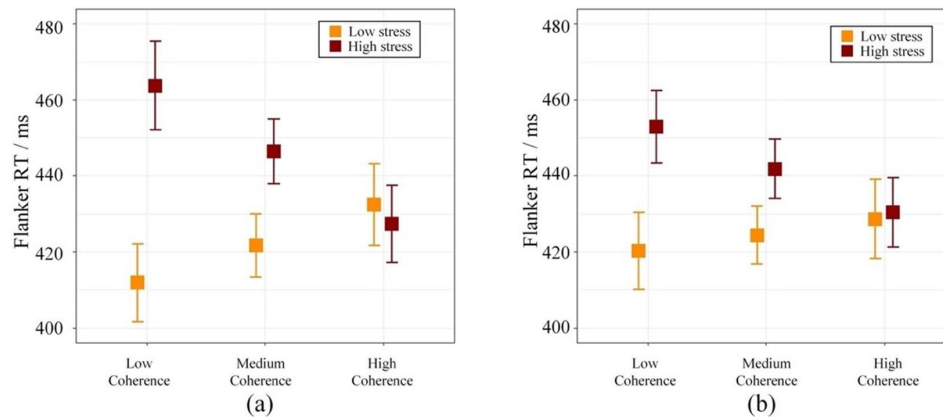 480
460
440
420
400
Flanker RT / ms
Low stress
High stress
Low
Coherence
Medium
Coherence
High
Coherence
(a)
480
460
440
420
400
Flanker RT / ms
Low stress
High stress
Low
Coherence
Medium
Coherence
High
Coherence
(b)